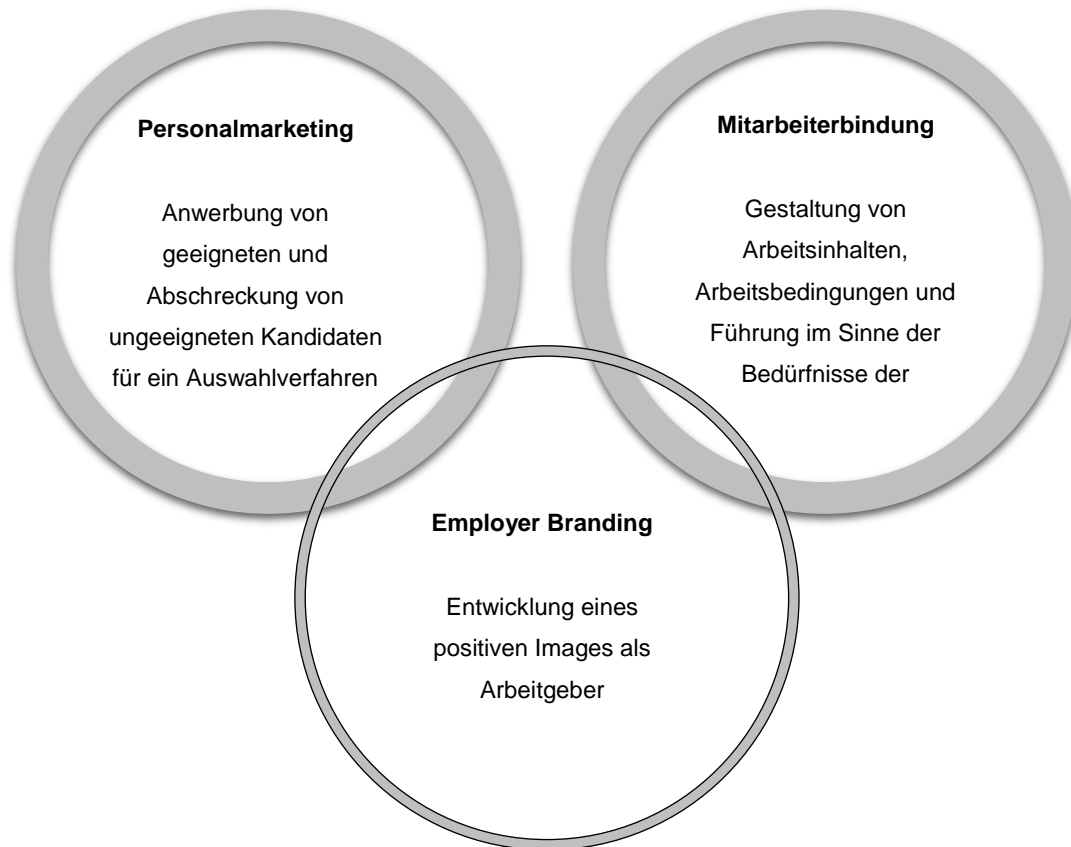 Personalmarketing
Anwerbung von
geeigneten und
Abschreckung von
ungeeigneten Kandidaten
für ein Auswahlverfahren
Mitarbeiterbindung
Gestaltung von
Arbeitsinhalten,
Arbeitsbedingungen und
Führung im Sinne der
Bedürfnisse der
Employer Branding
Entwicklung eines
positiven Images als
Arbeitgeber